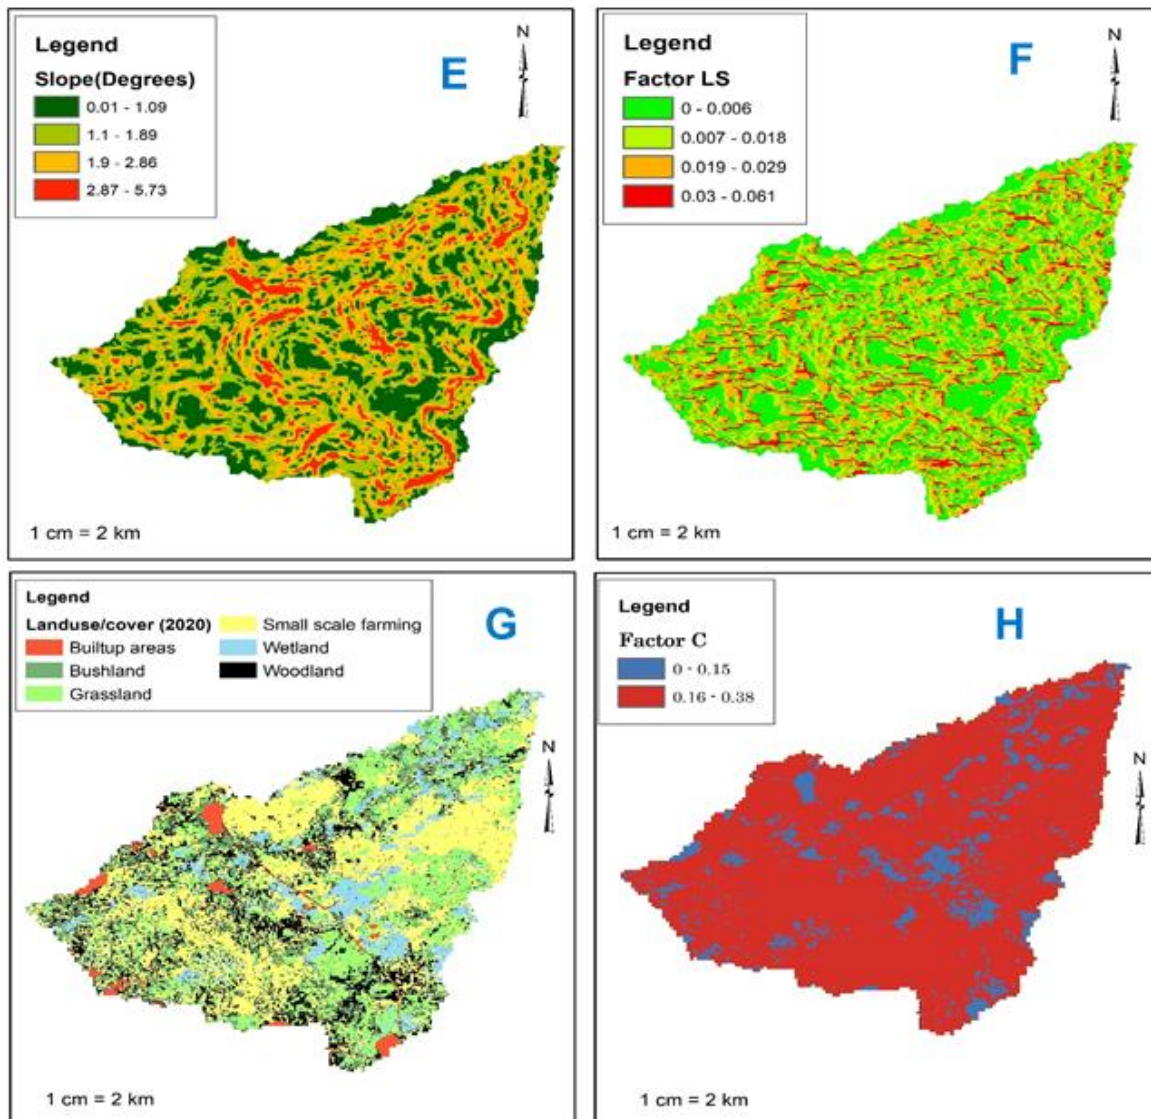 Legend
Slope(Degrees)
0.01 - 1.09
1.1 - 1.89
1.9 - 2.86
2.87 - 5.73
E
N
1 cm = 2 km
Legend
Factor LS
0 - 0.006
0.007 - 0.018
0.019 - 0.029
0.03 - 0.061
F
N
1 cm = 2 km
Legend
Landuse/cover (2020)
Builtup areas
Bushland
Grassland
Small scale farming
Wetland
Woodland
G
N
1 cm = 2 km
Legend
Factor C
0 - 0.15
0.16 - 0.38
H
N
1 cm = 2 km